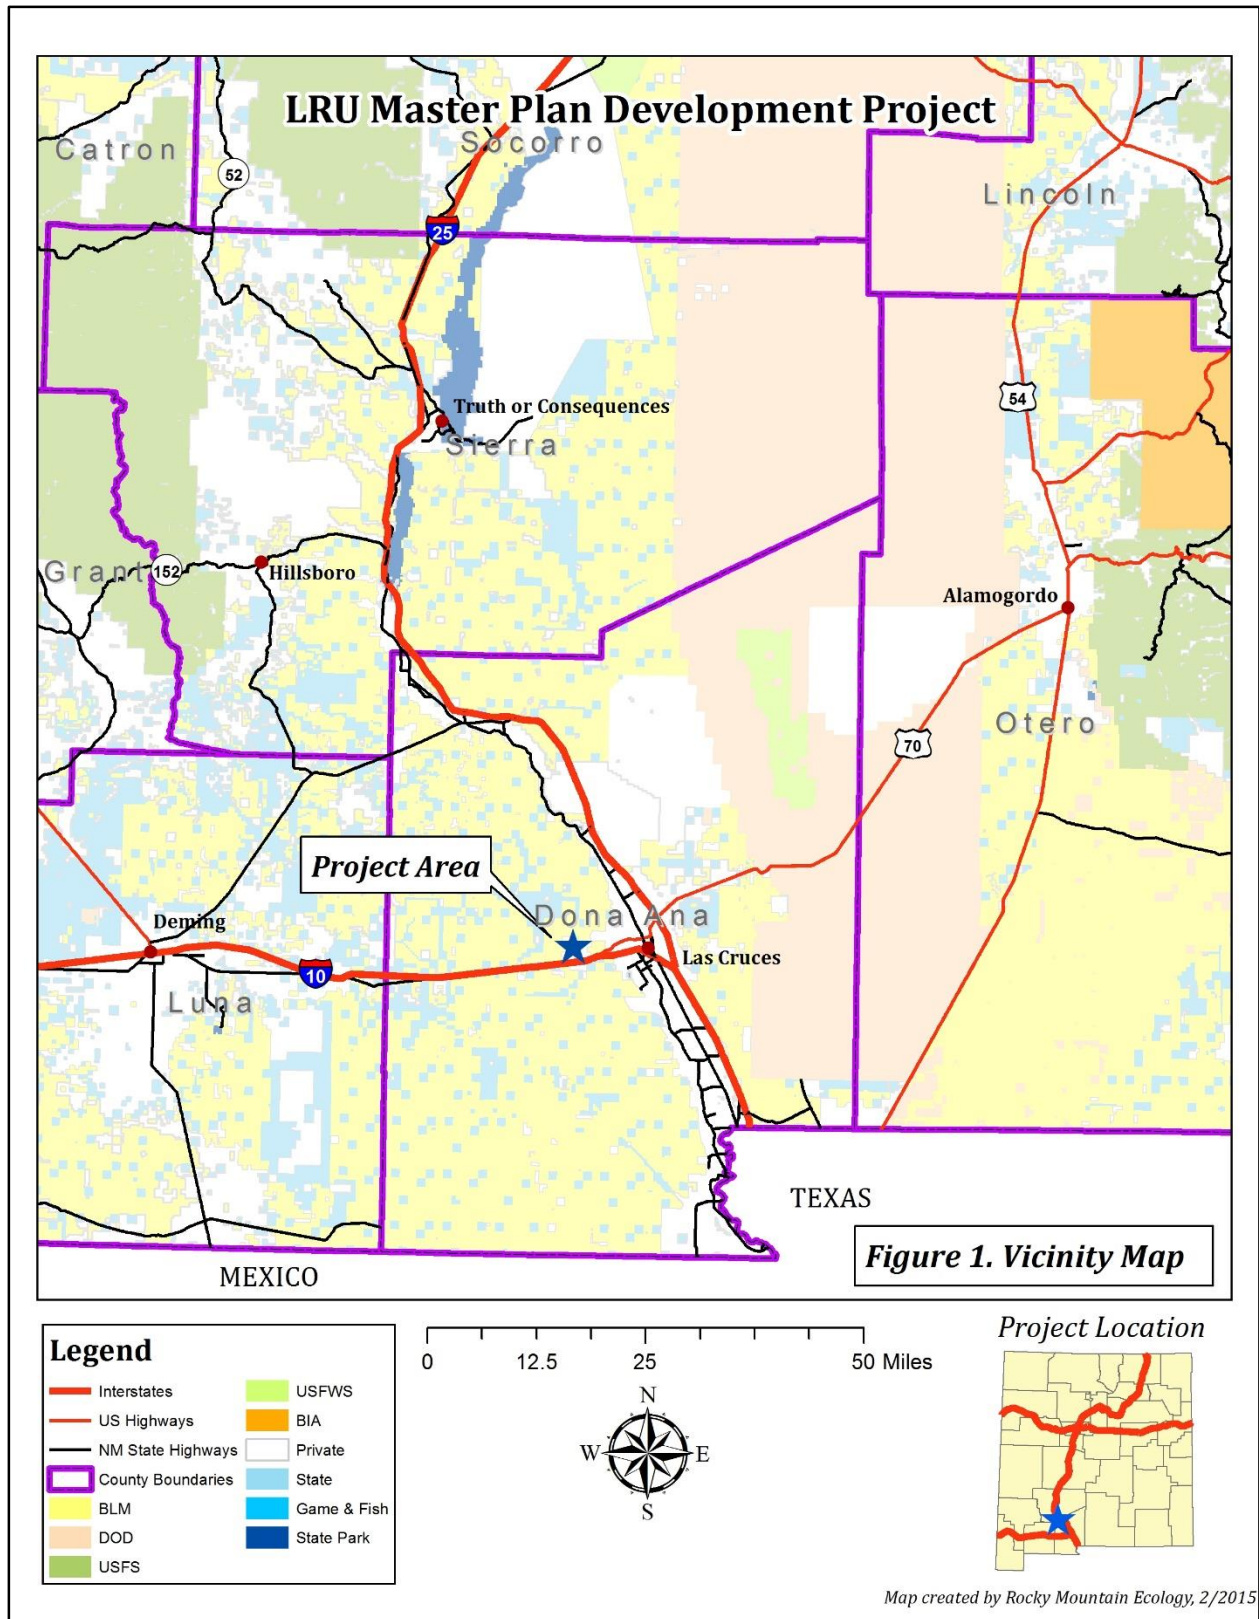 LRU Master Plan Development Project
Catron
Socorro
52
Lincoln
25
54
Truth or Consequences
Sierra
Grant
152
Hillsboro
Alamogordo
Otero
70
Project Area
Dona Ana
Deming
Las Cruces
10
Luna
TEXAS
Figure 1. Vicinity Map
MEXICO
Legend
Interstates
US Highways
NM State Highways
County Boundaries
BLM
DOD
USFS
USFWS
BIA
Private
State
Game & Fish
State Park
0 12.5 25 50 Miles
N
W E
S
Project Location
Map created by Rocky Mountain Ecology, 2/2015